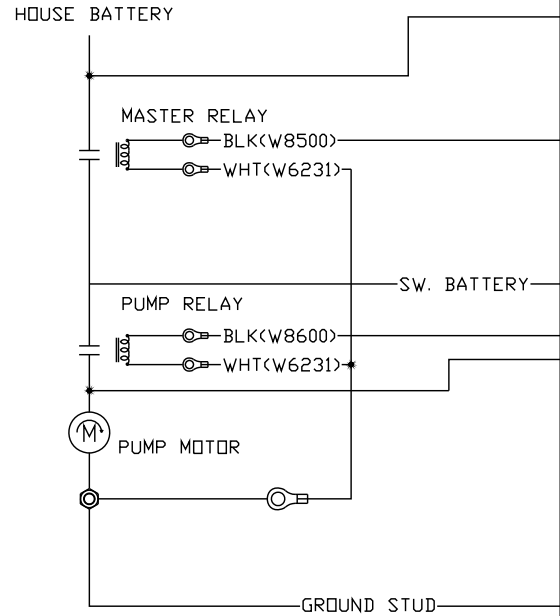 HOUSE BATTERY
MASTER RELAY
BLK(W8500)
WHT(W6231)
SW. BATTERY
PUMP RELAY
BLK(W8600)
WHT(W6231)
M
PUMP MOTOR
GROUND STUD